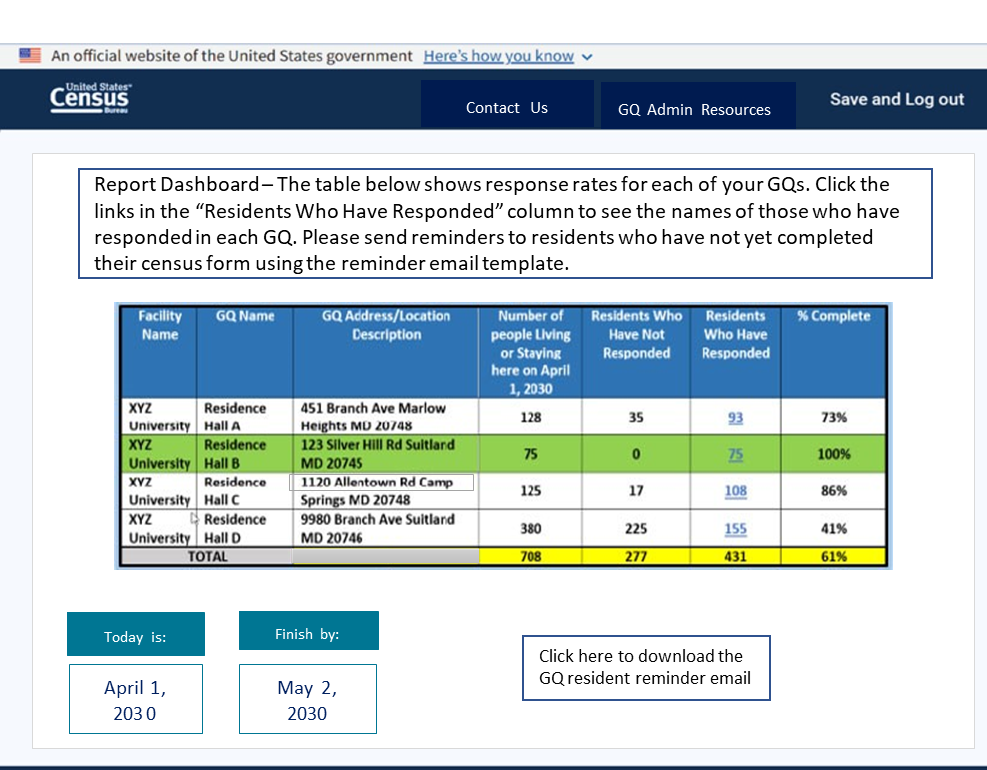 An official website of the United States government Here's how you know
United States®
Census
Bureau
Contact Us
GQ Admin Resources
Save and Log out
Report Dashboard – The table below shows response rates for each of your GQs. Click the
links in the “Residents Who Have Responded” column to see the names of those who have
responded in each GQ. Please send reminders to residents who have not yet completed
their census form using the reminder email template.
Facility GQ Name GQ Address/Location Number of Residents Who Residents % Complete
Name Description people Living Have Not Who Have
or Staying Responded Responded
here on April
1, 2030
XYZ Residence 451 Branch Ave Marlow
University Hall A Heights MD 20748 128 35 93 73%
XYZ Residence 123 Silver Hill Rd Suitland
University Hall B MD 20745 75 0 75 100%
XYZ Residence 1120 Allentown Rd Camp
University Hall C Springs MD 20748 125 17 108 86%
XYZ Residence 9980 Branch Ave Suitland
University Hall D MD 20746 380 225 155 41%
TOTAL 708 277 431 61%
Today is:
Finish by:
April 1,
2030
May 2,
2030
Click here to download the
GQ resident reminder email